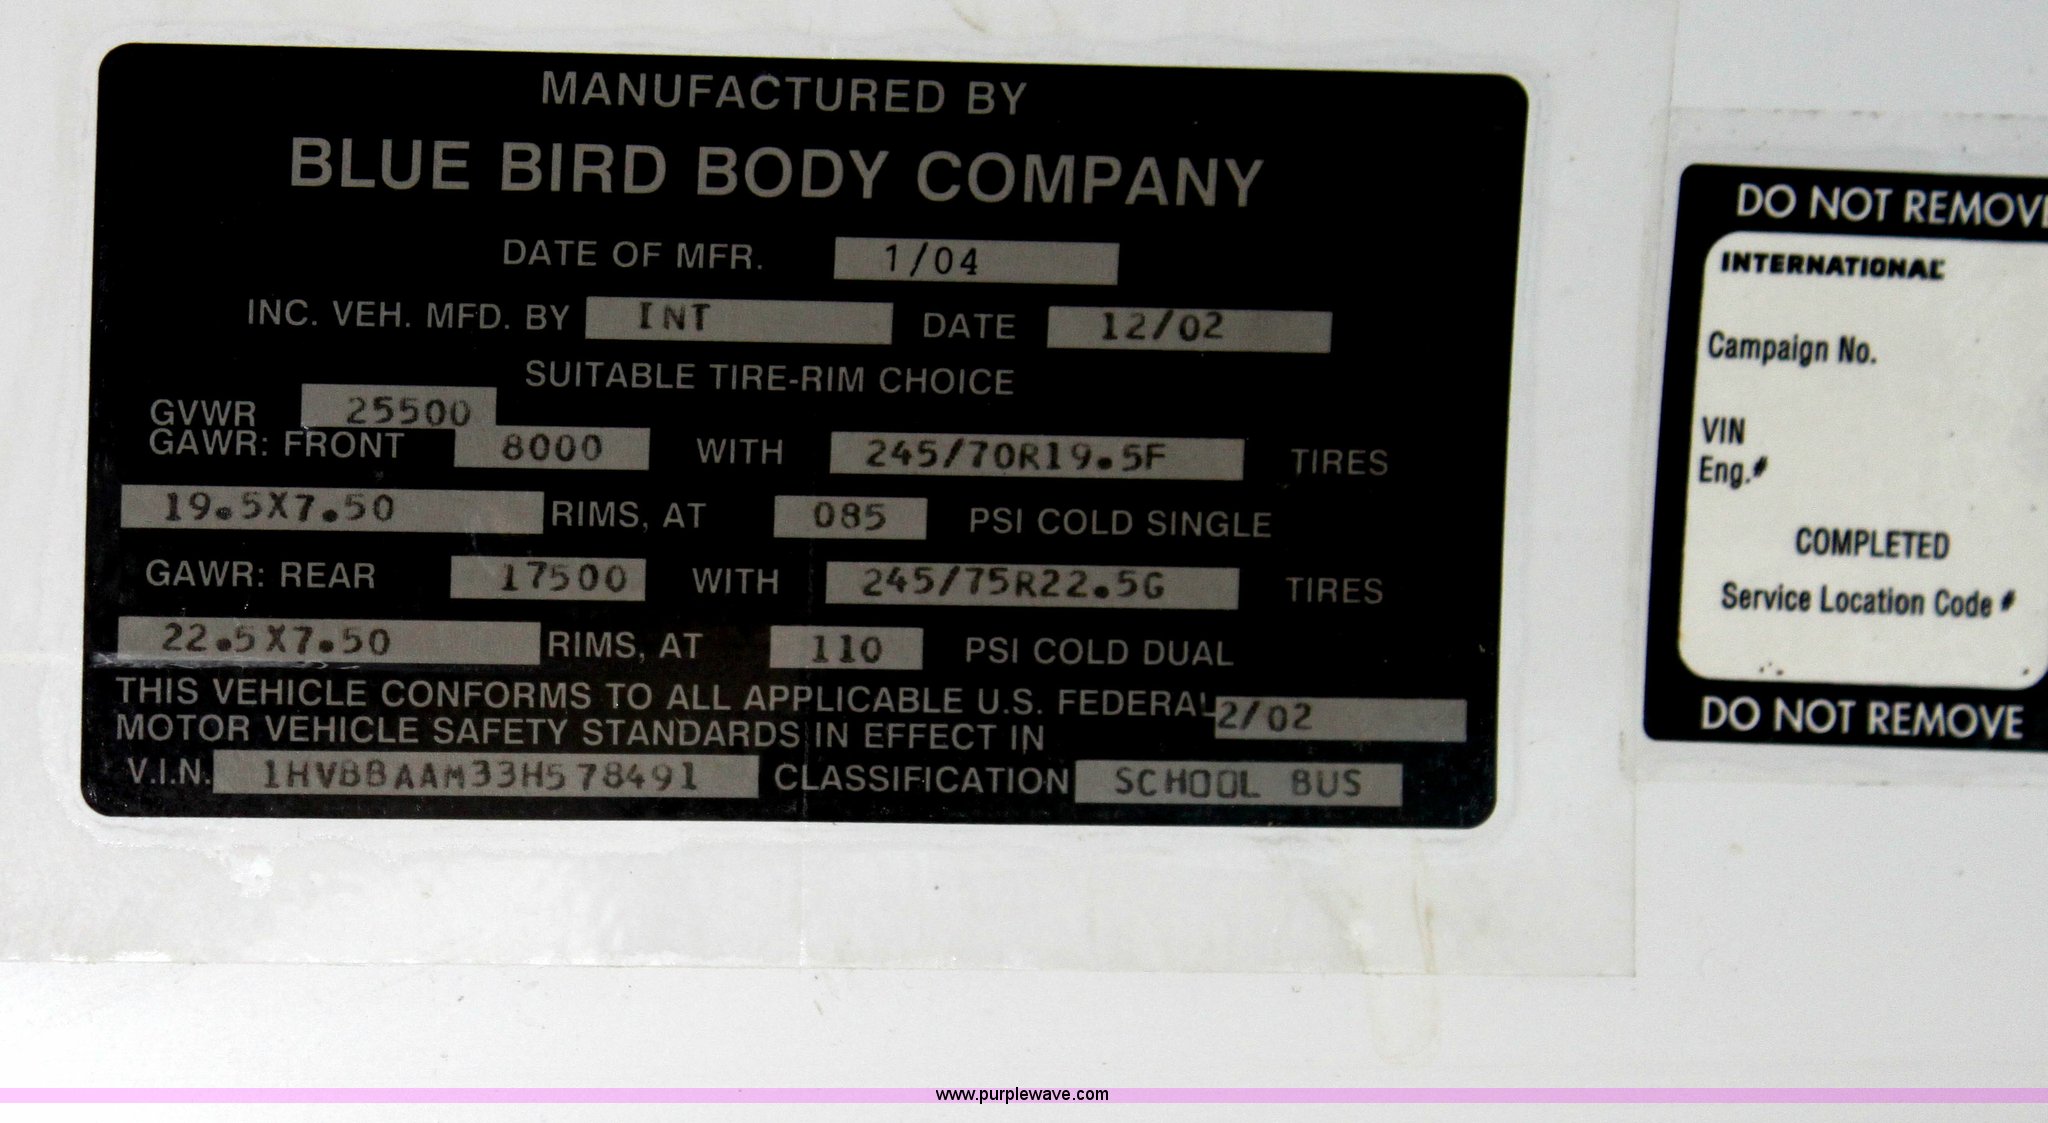 MANUFACTURED BY
BLUE BIRD BODY COMPANY
DATE OF MFR. 1/04
INC. VEH. MFD. BY INT DATE 12/02
SUITABLE TIRE-RIM CHOICE
GVWR 25500
GAWR: FRONT 8000 WITH 245/70R19.5F TIRES
19.5X7.50 RIMS, AT 085 PSI COLD SINGLE
GAWR: REAR 17500 WITH 245/75R22.5G TIRES
22.5X7.50 RIMS, AT 110 PSI COLD DUAL
THIS VEHICLE CONFORMS TO ALL APPLICABLE U.S. FEDERAL
MOTOR VEHICLE SAFETY STANDARDS IN EFFECT IN 2/02
V.I.N. 1HVBBAAM33H578491 CLASSIFICATION SCHOOL BUS
DO NOT REMOVE
INTERNATIONAL
Campaign No.
VIN
Eng.#
COMPLETED
Service Location Code #
DO NOT REMOVE
www.purplewave.com